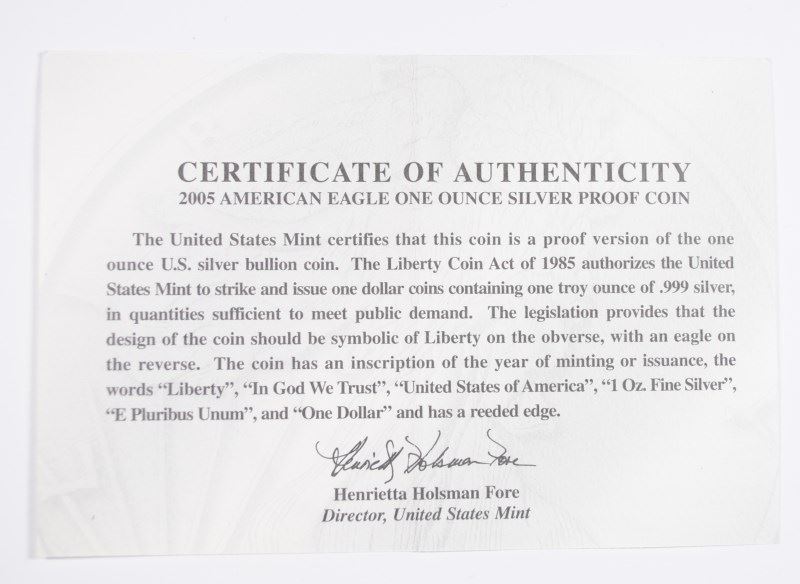 CERTIFICATE OF AUTHENTICITY
2005 AMERICAN EAGLE ONE OUNCE SILVER PROOF COIN
The United States Mint certifies that this coin is a proof version of the one
ounce U.S. silver bullion coin. The Liberty Coin Act of 1985 authorizes the United
States Mint to strike and issue one dollar coins containing one troy ounce of .999 silver,
in quantities sufficient to meet public demand. The legislation provides that the
design of the coin should be symbolic of Liberty on the obverse, with an eagle on
the reverse. The coin has an inscription of the year of minting or issuance, the
words “Liberty”, “In God We Trust”, “United States of America”, “1 Oz. Fine Silver”,
“E Pluribus Unum”, and “One Dollar” and has a reeded edge.
Henrietta Holsman Fore
Henrietta Holsman Fore
Director, United States Mint